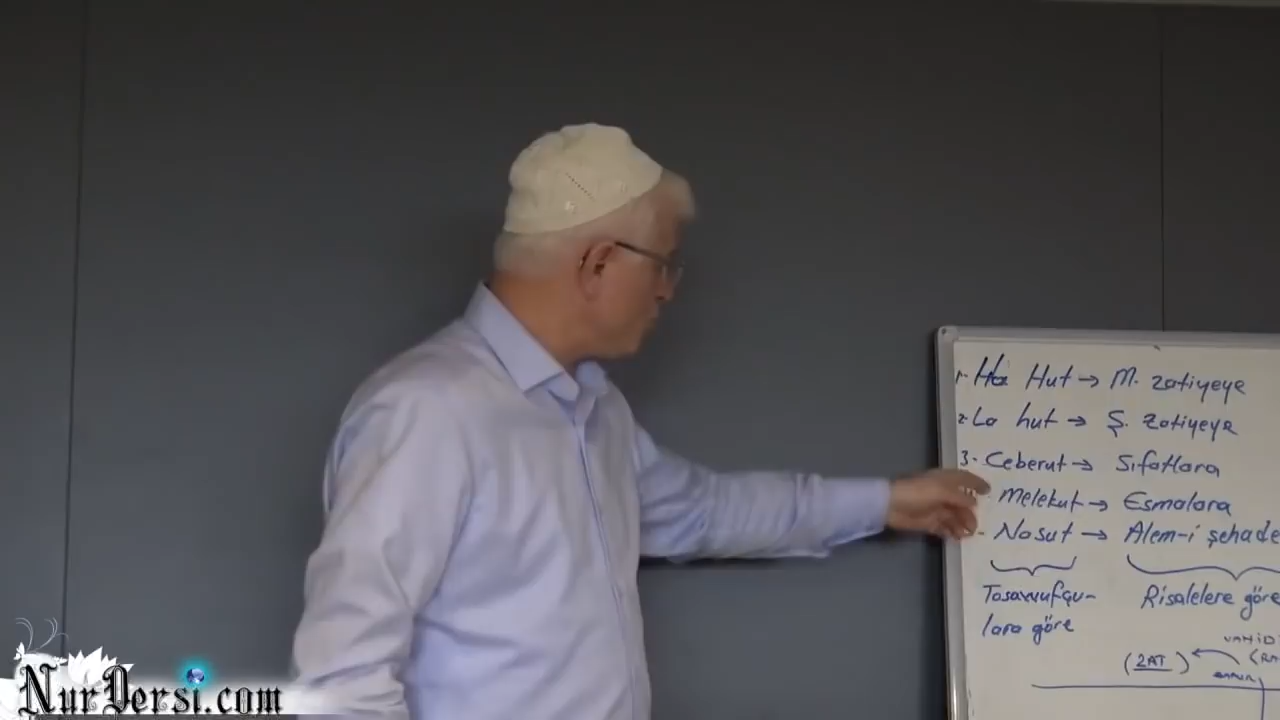 1- Ha Hut → M. zatiyeye
2- La hut → Ş. Zatiyeye
3- Ceberut → Sıfatlara
Melekut → Esmalara
- Nasut → Alem-i şehade
Tasavvufçu-
lara göre
Risalelere göre
(ZAT)
NurDersi.com